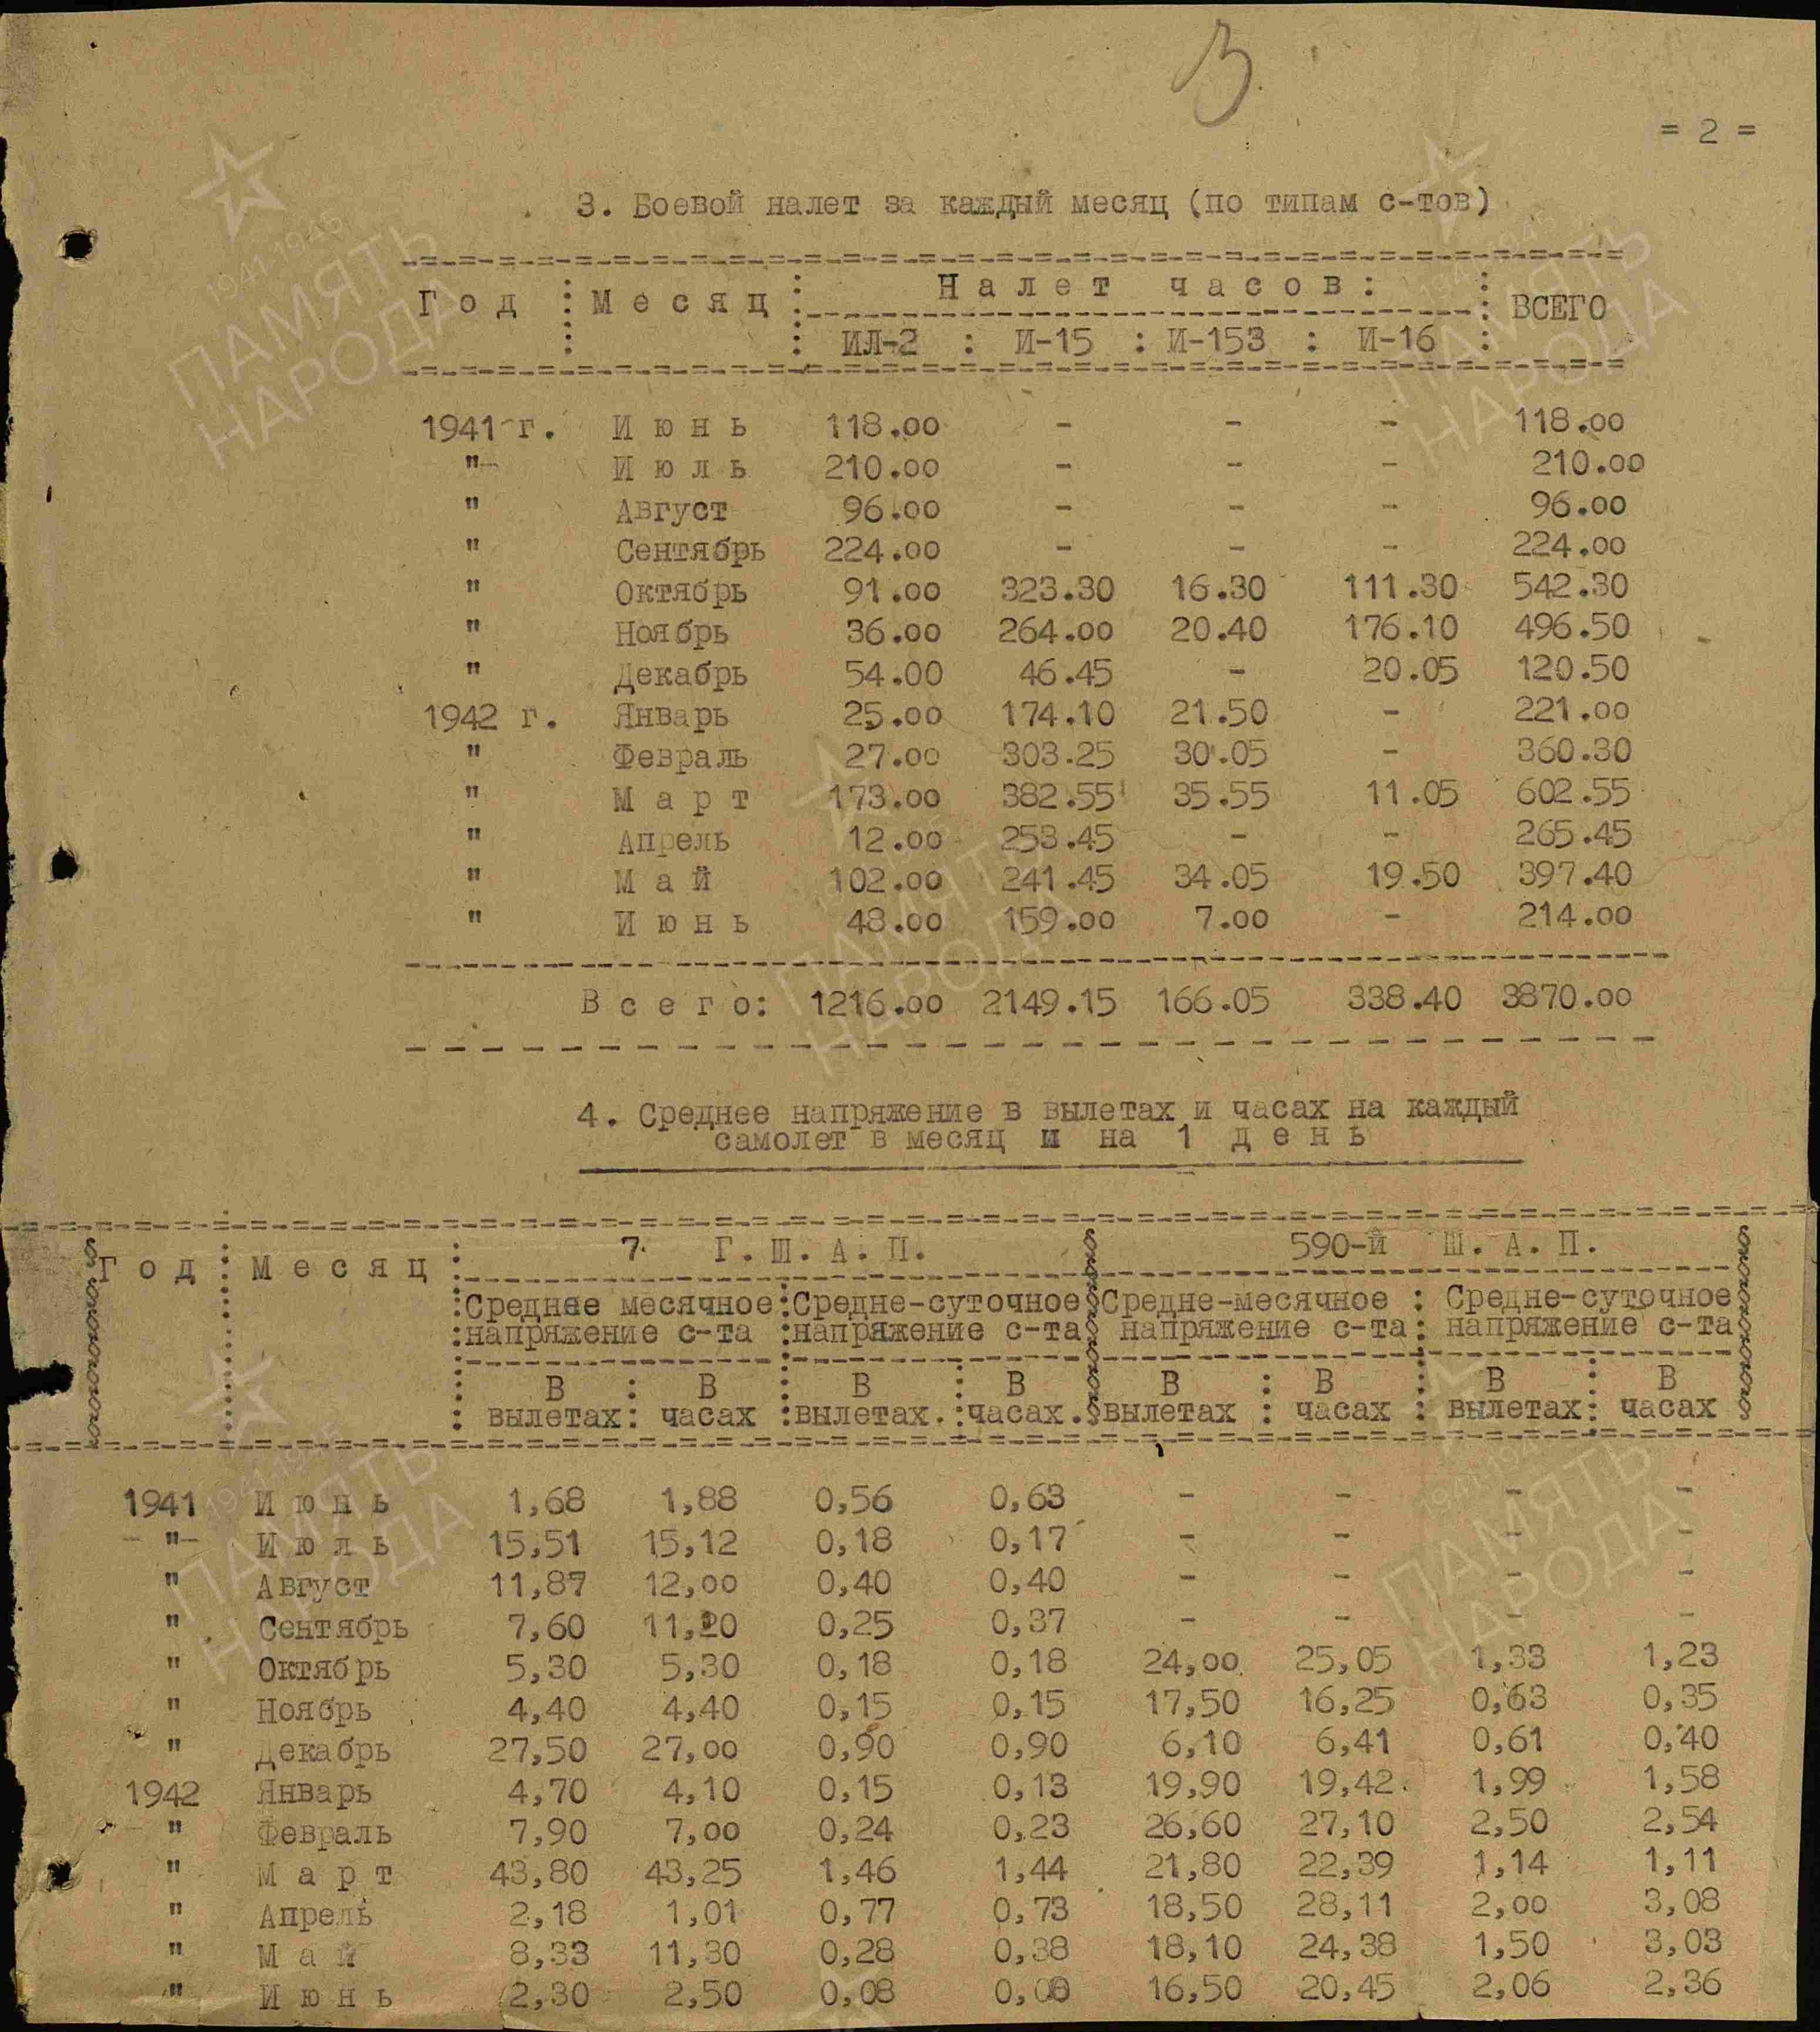 3
= 2 =
3. Боевой налет за каждый месяц (по типам с-тов)
Год : Месяц : Налет часов: : ВСЕГО
ИЛ-2 : И-15 : И-153 : И-16 :
1941 г. Июнь 118.00 - - - 118.00
" Июль 210.00 - - - 210.00
" Август 96.00 - - - 96.00
" Сентябрь 224.00 - - - 224.00
" Октябрь 91.00 323.30 16.30 111.30 542.30
" Ноябрь 36.00 264.00 20.40 176.10 496.50
" Декабрь 54.00 46.45 - 20.05 120.50
1942 г. Январь 25.00 174.10 21.50 - 221.00
" Февраль 27.00 303.25 30.05 - 360.30
" Март 173.00 382.55 35.55 11.05 602.55
" Апрель 12.00 253.45 - - 265.45
" Май 102.00 241.45 34.05 19.50 397.40
" Июнь 48.00 159.00 7.00 - 214.00
Всего: 1216.00 2149.15 166.05 338.40 3870.00
4. Среднее напряжение в вылетах и часах на каждый
самолет в месяц и на 1 день
Год : Месяц : 7 Г.Ш.А.П. 590-й Ш.А.П.
:Среднее месячное:Средне-суточное Средне-месячное : Средне-суточное
:напряжение с-та :напряжение с-та напряжение с-та: напряжение с-та
: В : В : В : В В : В : В : В
: вылетах: часах :вылетах. :часах. вылетах : часах : вылетах: часах
1941 Июнь 1,68 1,88 0,56 0,63 - - - -
" Июль 15,51 15,12 0,18 0,17 - - - -
" Август 11,87 12,00 0,40 0,40 - - - -
" Сентябрь 7,60 11,20 0,25 0,37 - - - -
" Октябрь 5,30 5,30 0,18 0,18 24,00 25,05 1,33 1,23
" Ноябрь 4,40 4,40 0,15 0,15 17,50 16,25 0,63 0,35
" Декабрь 27,50 27,00 0,90 0,90 6,10 6,41 0,61 0,40
1942 Январь 4,70 4,10 0,15 0,13 19,90 19,42 1,99 1,58
" Февраль 7,90 7,00 0,24 0,23 26,60 27,10 2,50 2,54
" Март 43,80 43,25 1,46 1,44 21,80 22,39 1,14 1,11
" Апрель 2,18 1,01 0,77 0,73 18,50 28,11 2,00 3,08
" Май 8,33 11,30 0,28 0,38 18,10 24,38 1,50 3,03
" Июнь 2,30 2,50 0,08 0,08 16,50 20,45 2,06 2,36
1941 1945
ПАМЯТЬ
НАРОДА